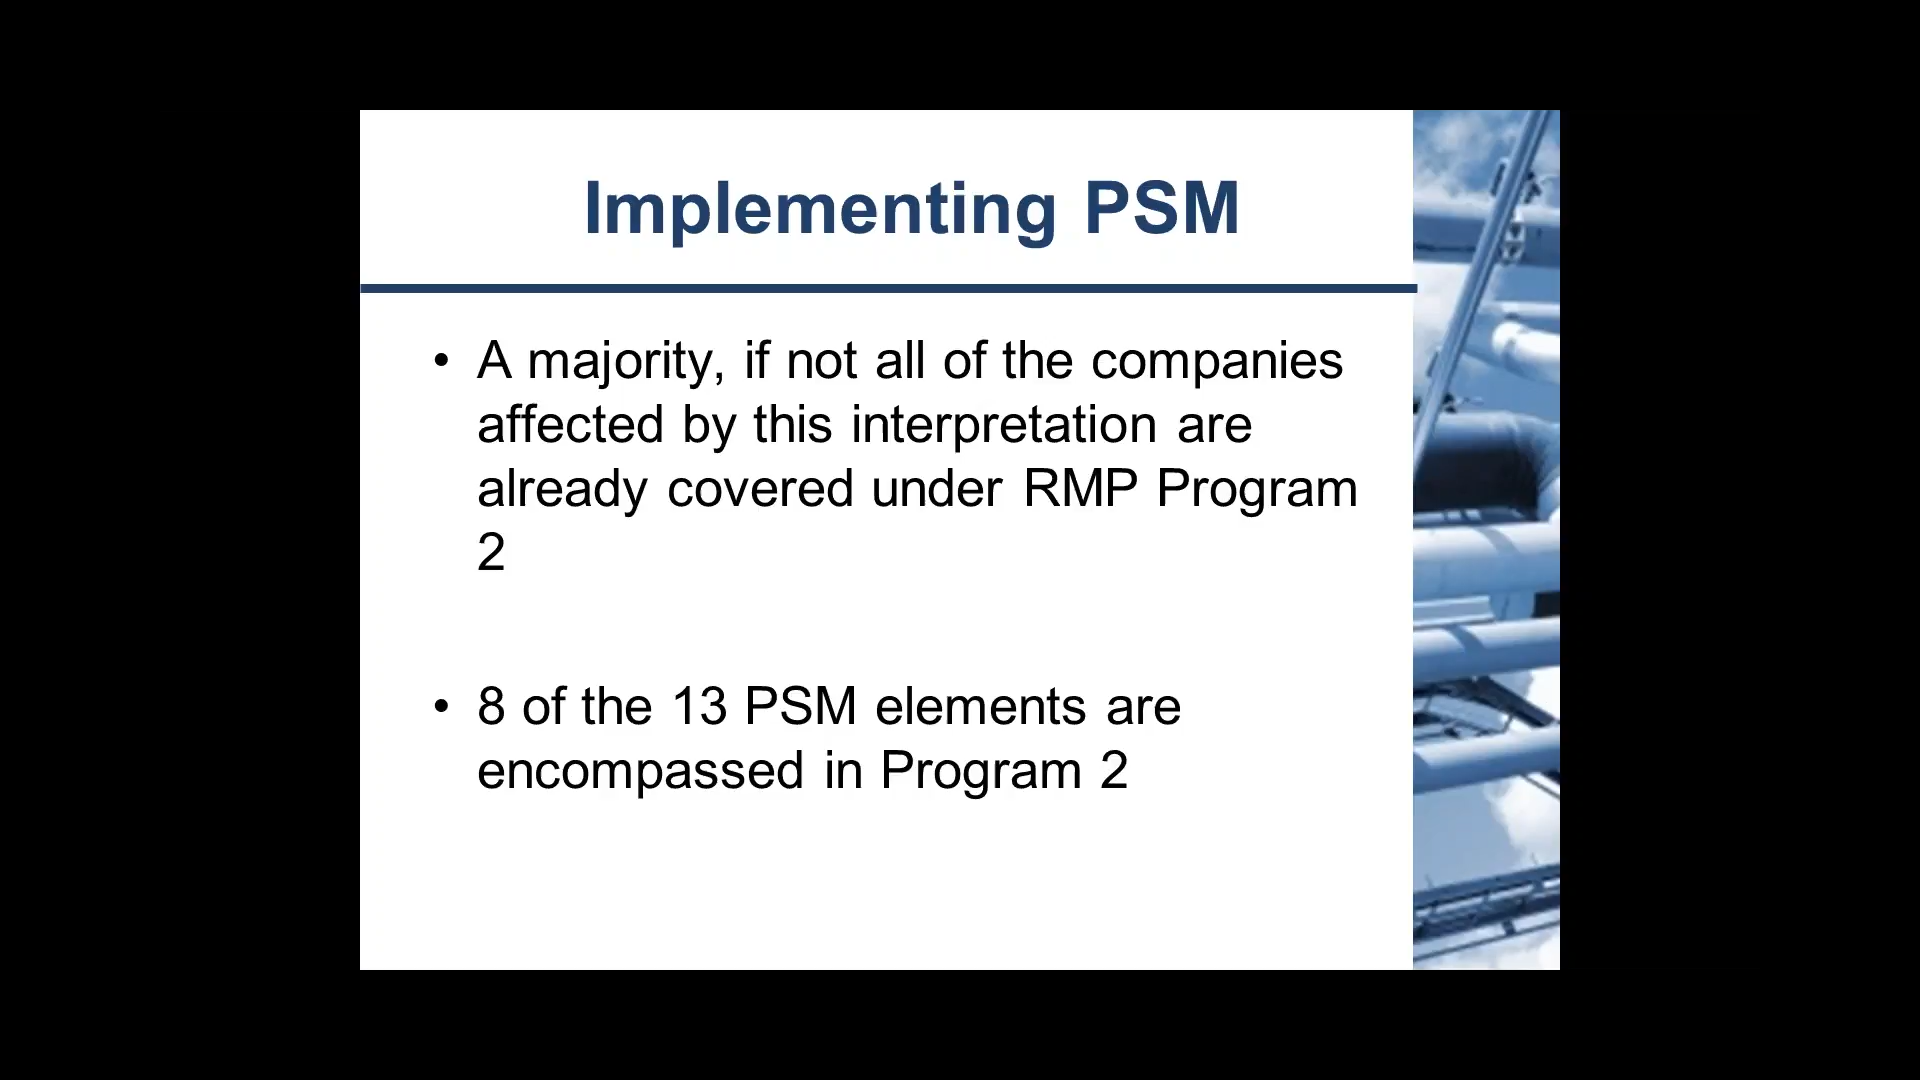 Implementing PSM
• A majority, if not all of the companies
affected by this interpretation are
already covered under RMP Program
2
• 8 of the 13 PSM elements are
encompassed in Program 2